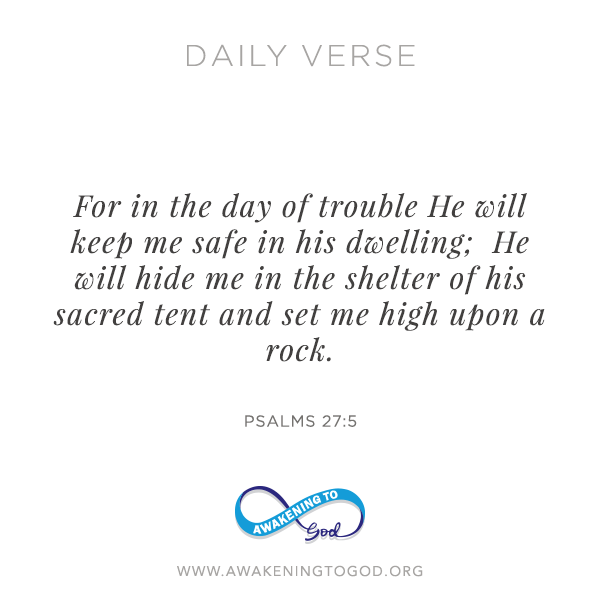 DAILY VERSE
For in the day of trouble He will
keep me safe in his dwelling;  He
will hide me in the shelter of his
sacred tent and set me high upon a
rock.
PSALMS 27:5
AWAKENING TO
God
WWW.AWAKENINGTOGOD.ORG